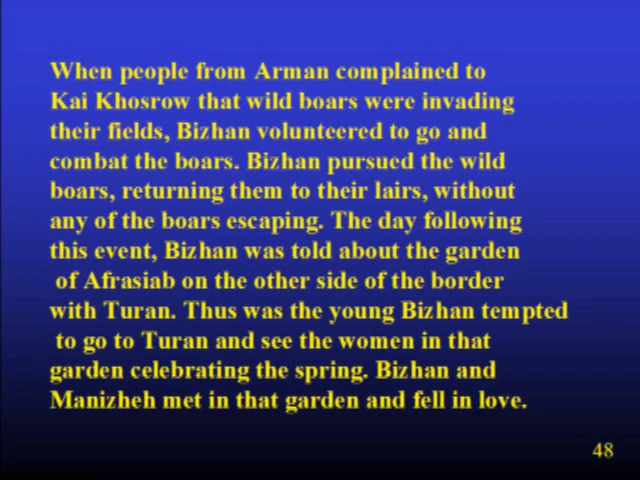 When people from Arman complained to
Kai Khosrow that wild boars were invading
their fields, Bizhan volunteered to go and
combat the boars. Bizhan pursued the wild
boars, returning them to their lairs, without
any of the boars escaping. The day following
this event, Bizhan was told about the garden
of Afrasiab on the other side of the border
with Turan. Thus was the young Bizhan tempted
to go to Turan and see the women in that
garden celebrating the spring. Bizhan and
Manizheh met in that garden and fell in love.
48